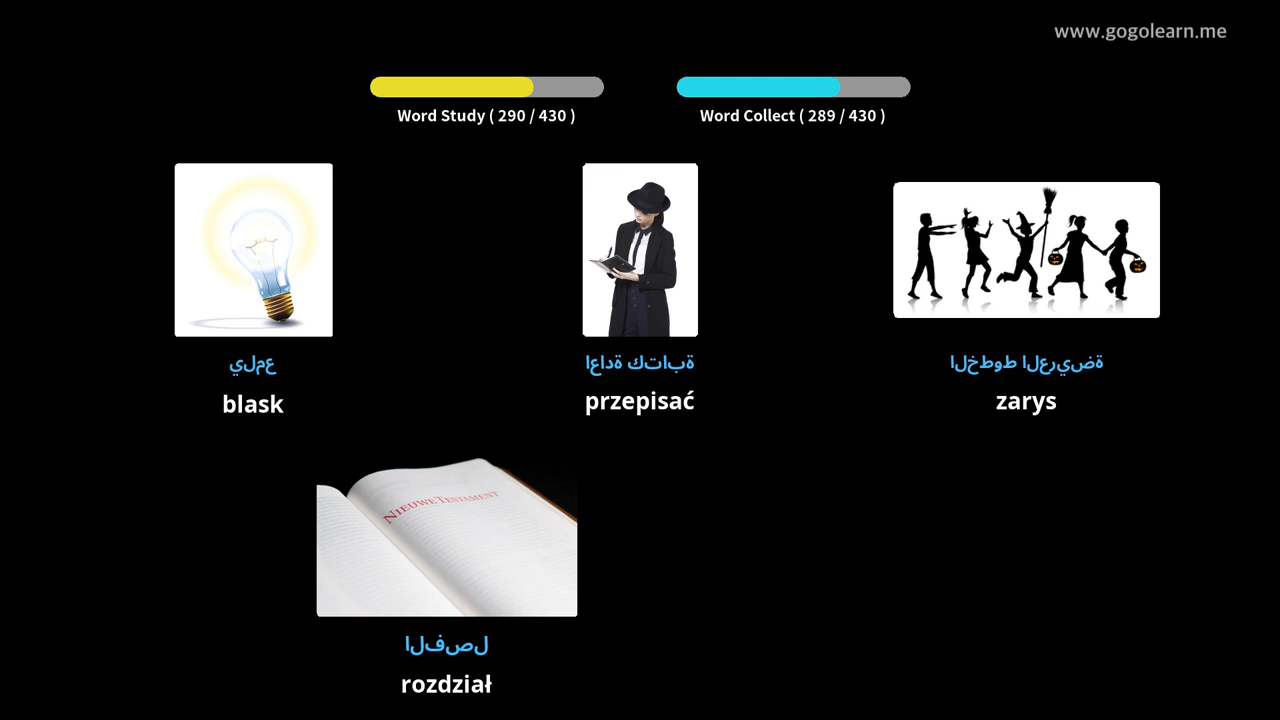 www.gogolearn.me
Word Study ( 290 / 430 )
Word Collect ( 289 / 430 )
يلمع
blask
اعادة كتابة
przepisać
الخطوط العريضة
zarys
NIEUWE TESTAMENT
الفصل
rozdział